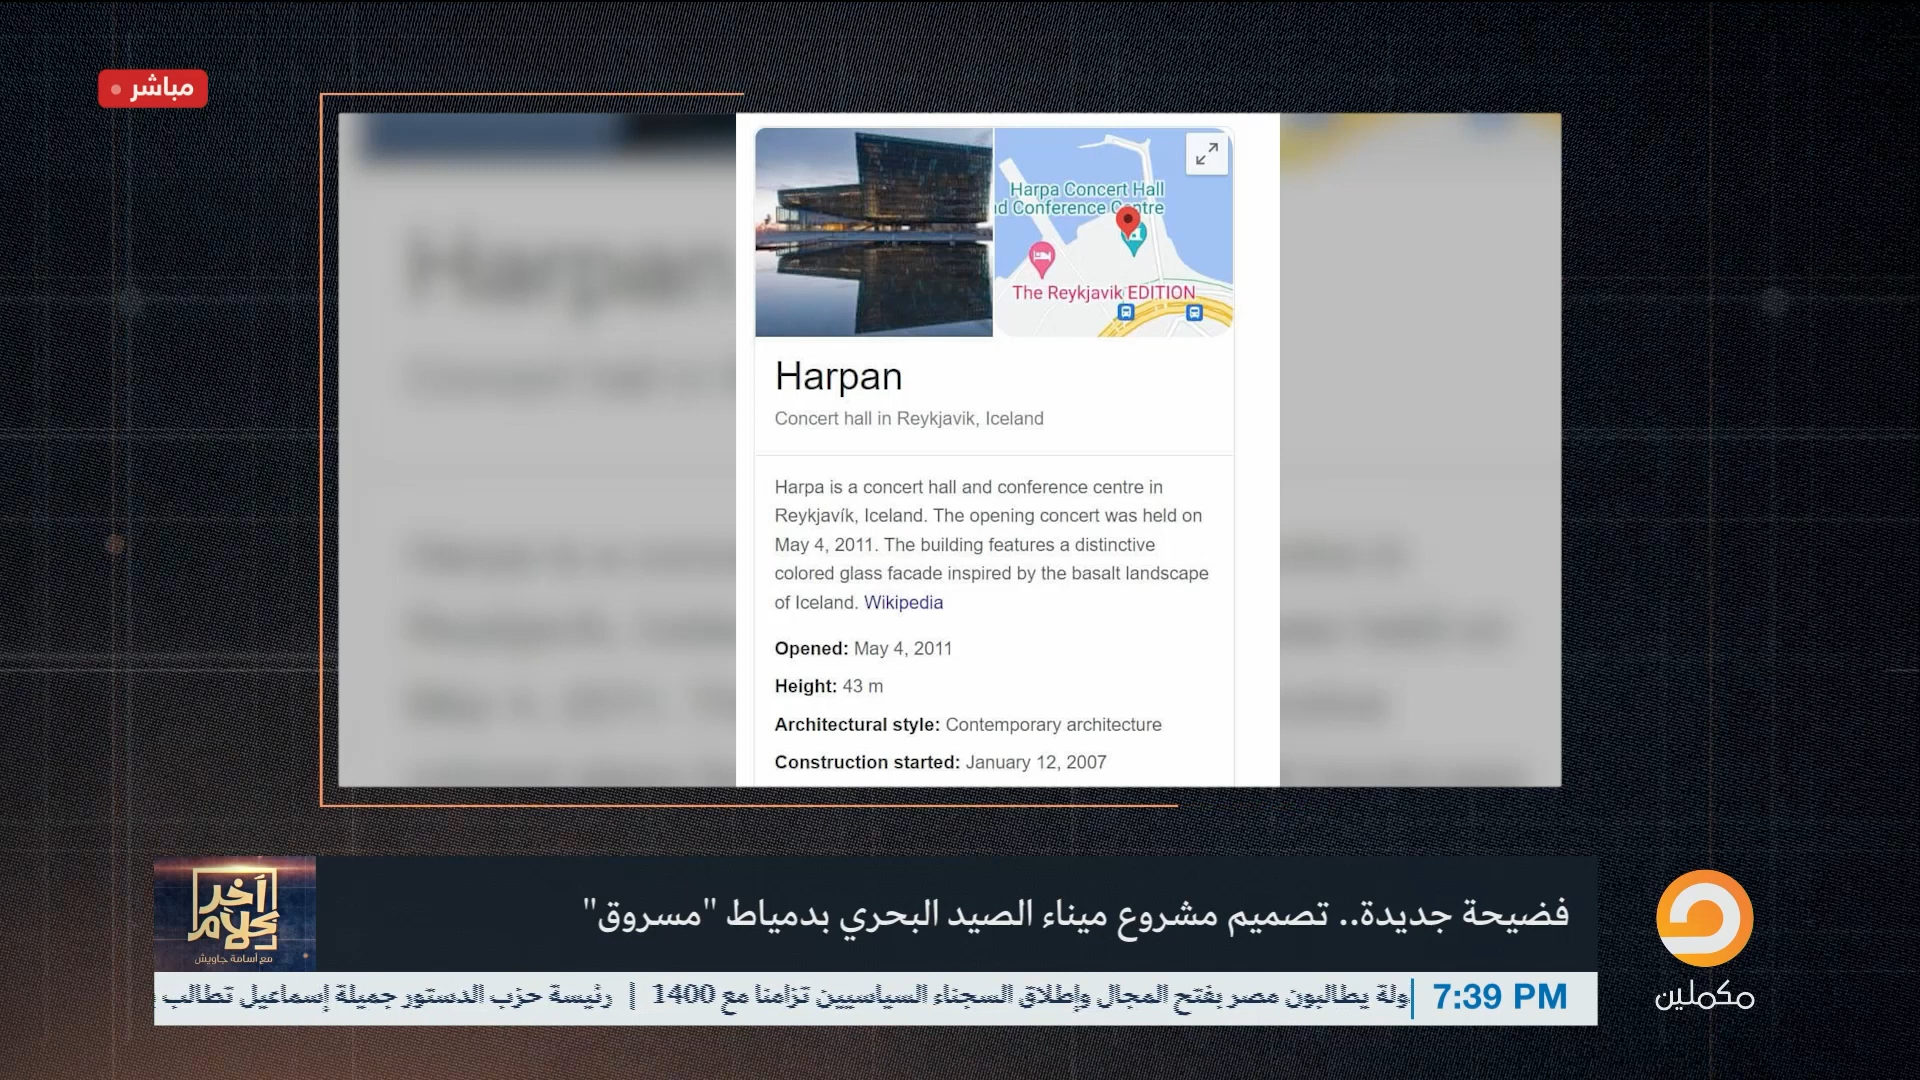 مباشر
Harpa Concert Hall
nd Conference Centre
The Reykjavik EDITION
Harpan
Concert hall in Reykjavik, Iceland
Harpa is a concert hall and conference centre in
Reykjavík, Iceland. The opening concert was held on
May 4, 2011. The building features a distinctive
colored glass facade inspired by the basalt landscape
of Iceland. Wikipedia
Opened: May 4, 2011
Height: 43 m
Architectural style: Contemporary architecture
Construction started: January 12, 2007
آخر
كلام
مع أسامة جاويش
فضيحة جديدة.. تصميم مشروع ميناء الصيد البحري بدمياط "مسروق"
7:39 PM
ولة يطالبون مصر بفتح المجال وإطلاق السجناء السياسيين تزامنا مع 1400 | رئيسة حزب الدستور جميلة إسماعيل تطالب
مكملين